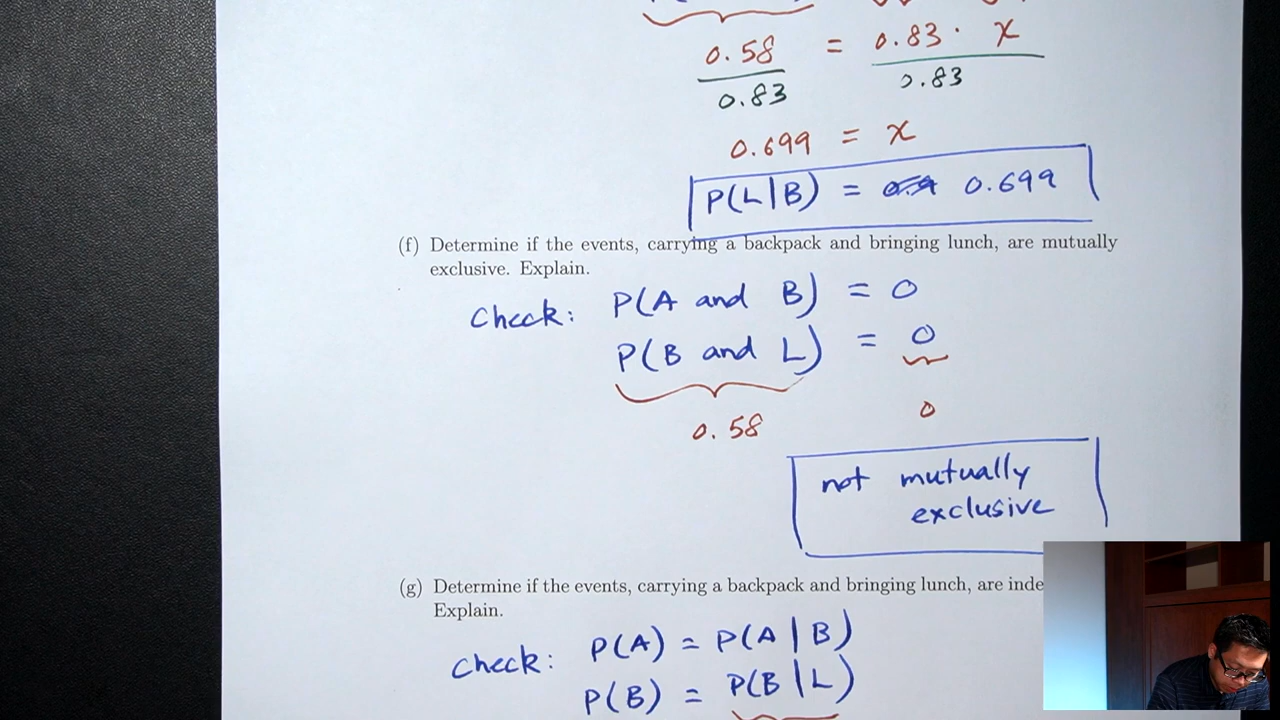 0.58 = 0.83 · x
0.83 0.83
0.699 = x
P(L|B) = 0.699
(f) Determine if the events, carrying a backpack and bringing lunch, are mutually
exclusive. Explain.
Check: P(A and B) = 0
P(B and L) = 0
0.58 0
not mutually
exclusive
(g) Determine if the events, carrying a backpack and bringing lunch, are inde
Explain.
Check: P(A) = P(A|B)
P(B) = P(B|L)